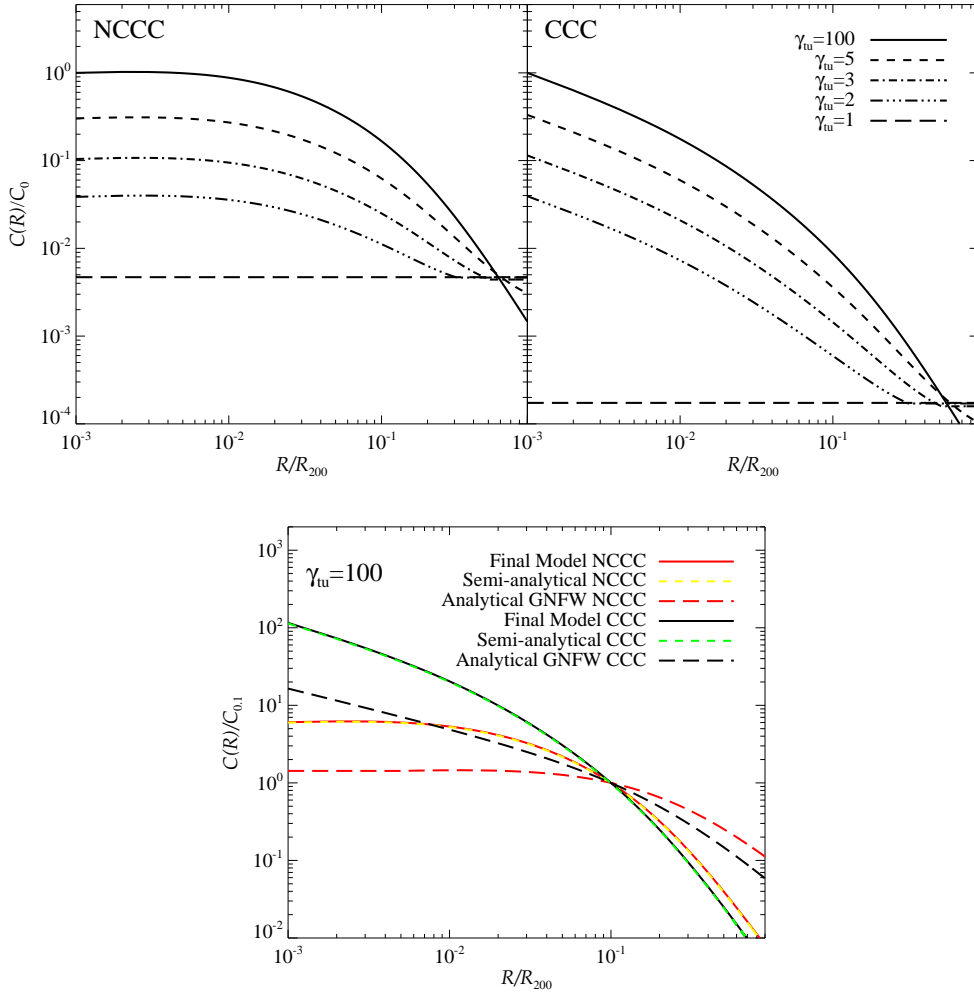 NCCC
CCC
γtu=100
γtu=5
γtu=3
γtu=2
γtu=1
C(R)/C0
10^0
10^-1
10^-2
10^-3
10^-4
10^-3
10^-2
10^-1
10^-3
10^-2
10^-1
R/R200
R/R200
γtu=100
Final Model NCCC
Semi-analytical NCCC
Analytical GNFW NCCC
Final Model CCC
Semi-analytical CCC
Analytical GNFW CCC
C(R)/C0.1
10^3
10^2
10^1
10^0
10^-1
10^-2
10^-3
10^-2
10^-1
R/R200